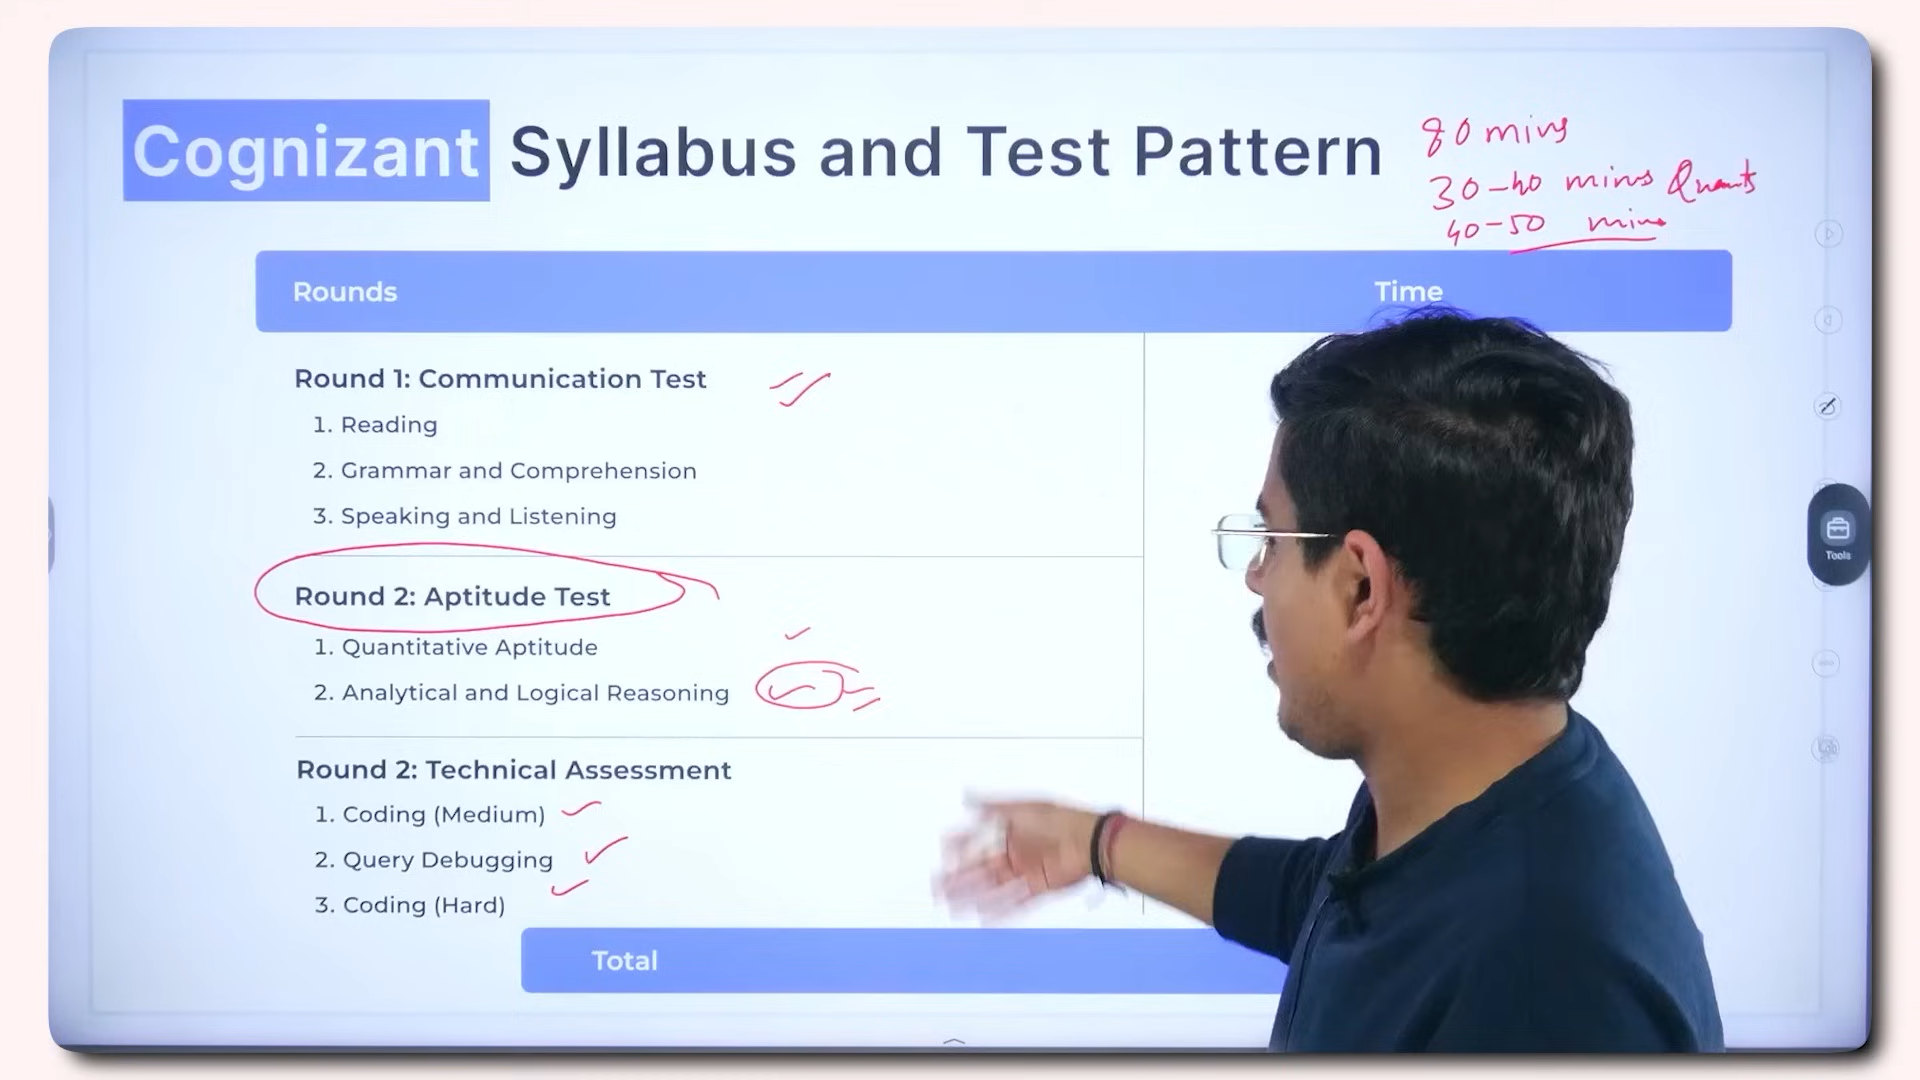 Cognizant Syllabus and Test Pattern
80 mins
30-40 mins Quants
40-50 mins
Rounds Time
Round 1: Communication Test
1. Reading
2. Grammar and Comprehension
3. Speaking and Listening
Round 2: Aptitude Test
1. Quantitative Aptitude
2. Analytical and Logical Reasoning
Round 2: Technical Assessment
1. Coding (Medium)
2. Query Debugging
3. Coding (Hard)
Total
Tools